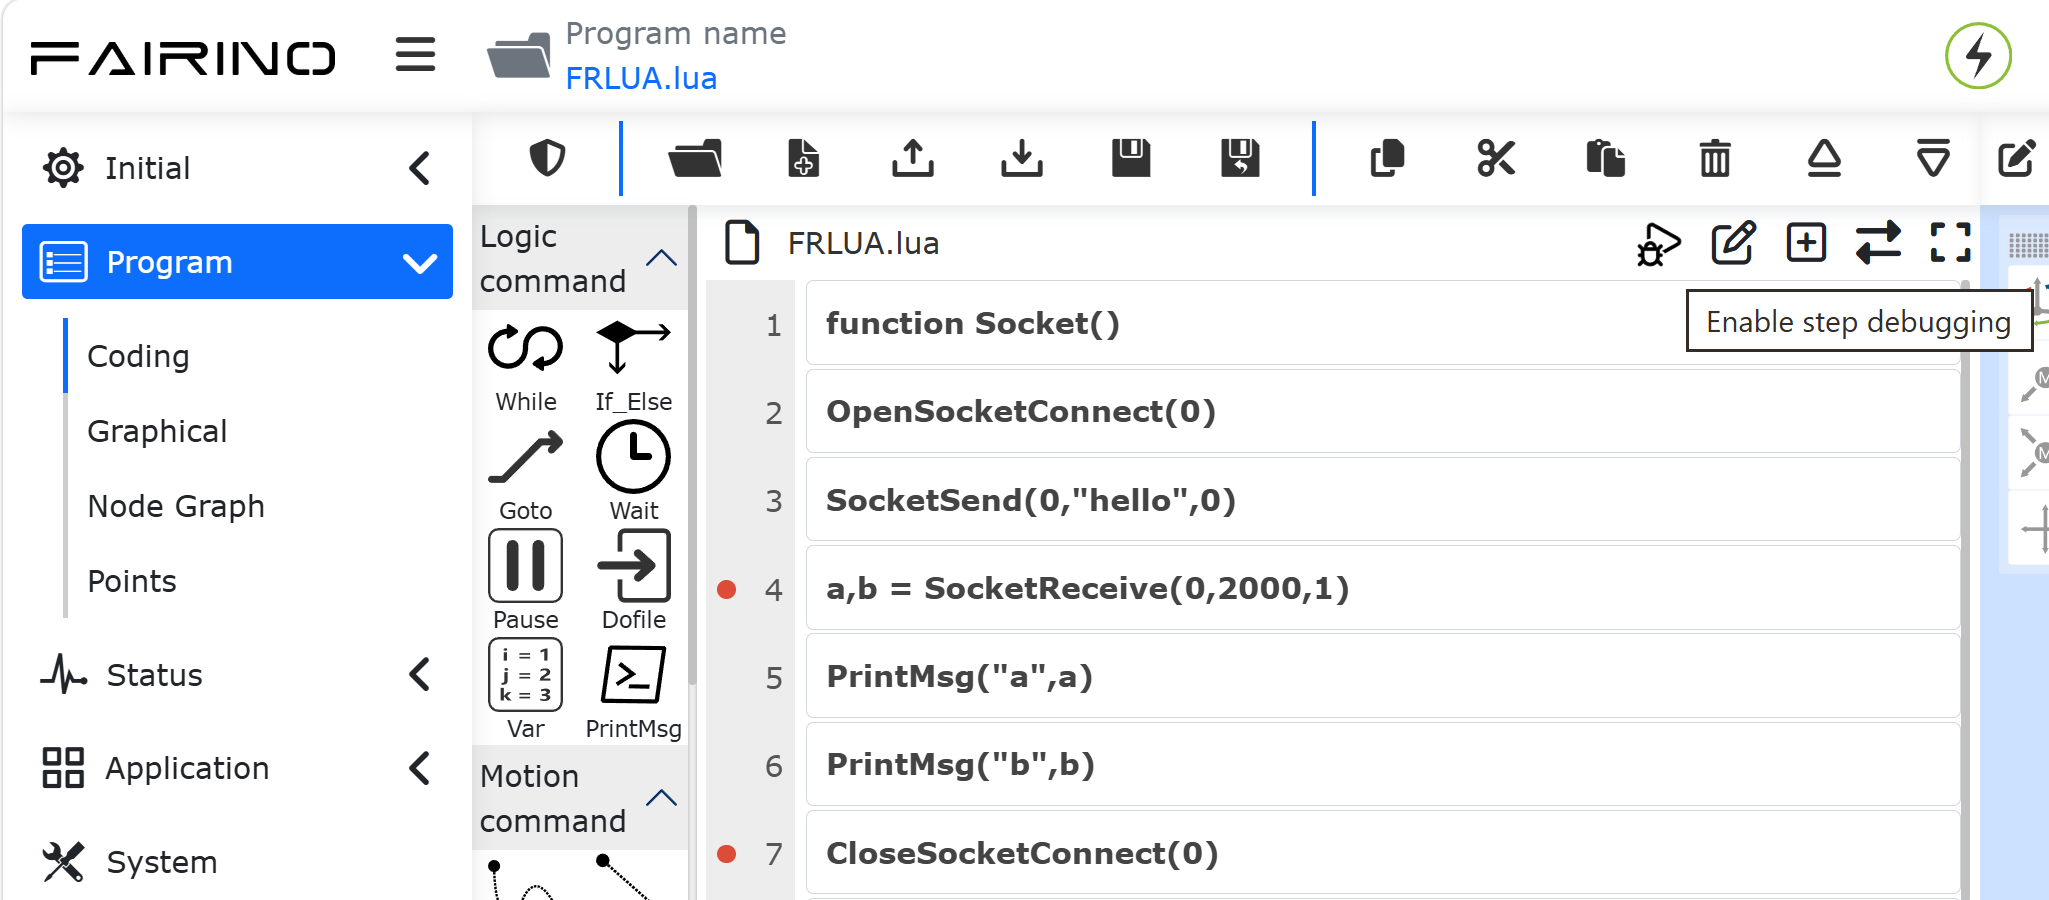 FAIRINO
Program name
FRLUA.lua
Initial
Program
Coding
Graphical
Node Graph
Points
Status
Application
System
Logic
command
While
If_Else
Goto
Wait
Pause
Dofile
i = 1
j = 2
k = 3
Var
PrintMsg
Motion
command
FRLUA.lua
Enable step debugging
1 function Socket()
2 OpenSocketConnect(0)
3 SocketSend(0,"hello",0)
4 a,b = SocketReceive(0,2000,1)
5 PrintMsg("a",a)
6 PrintMsg("b",b)
7 CloseSocketConnect(0)
M
M